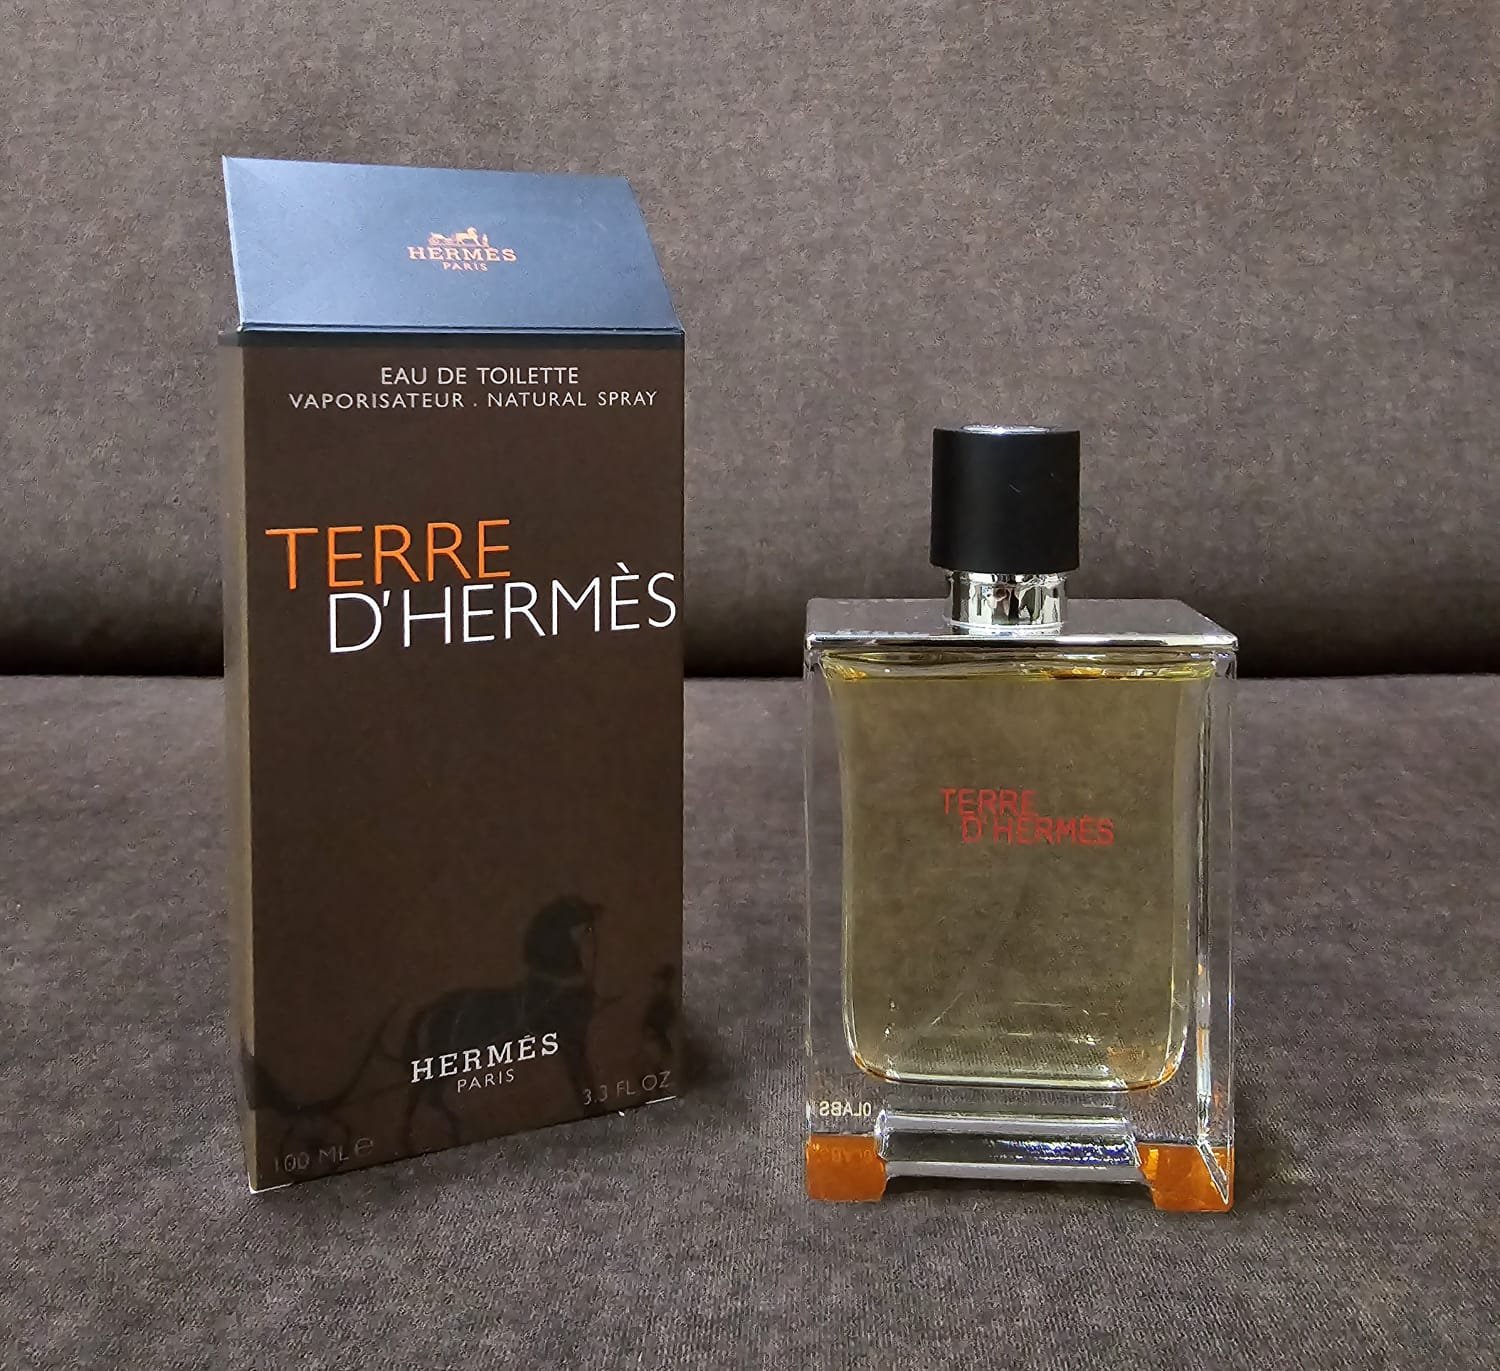 HERMÈS
PARIS
EAU DE TOILETTE
VAPORISATEUR . NATURAL SPRAY
TERRE
D'HERMÈS
HERMÈS
PARIS
3.3 FL OZ
100 ML e
TERRE
D'HERMÈS
0LABS